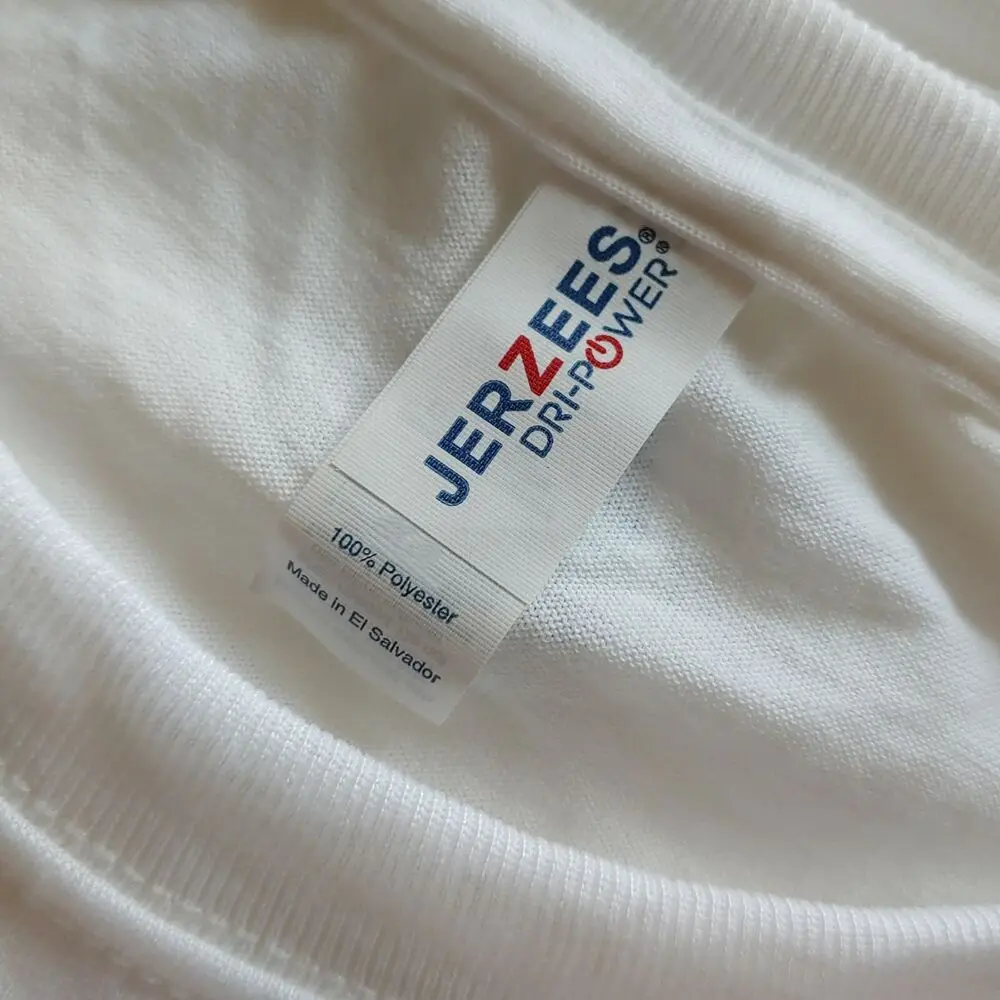 JERZEES®
DRI-POWER®
100% Polyester
Made in El Salvador